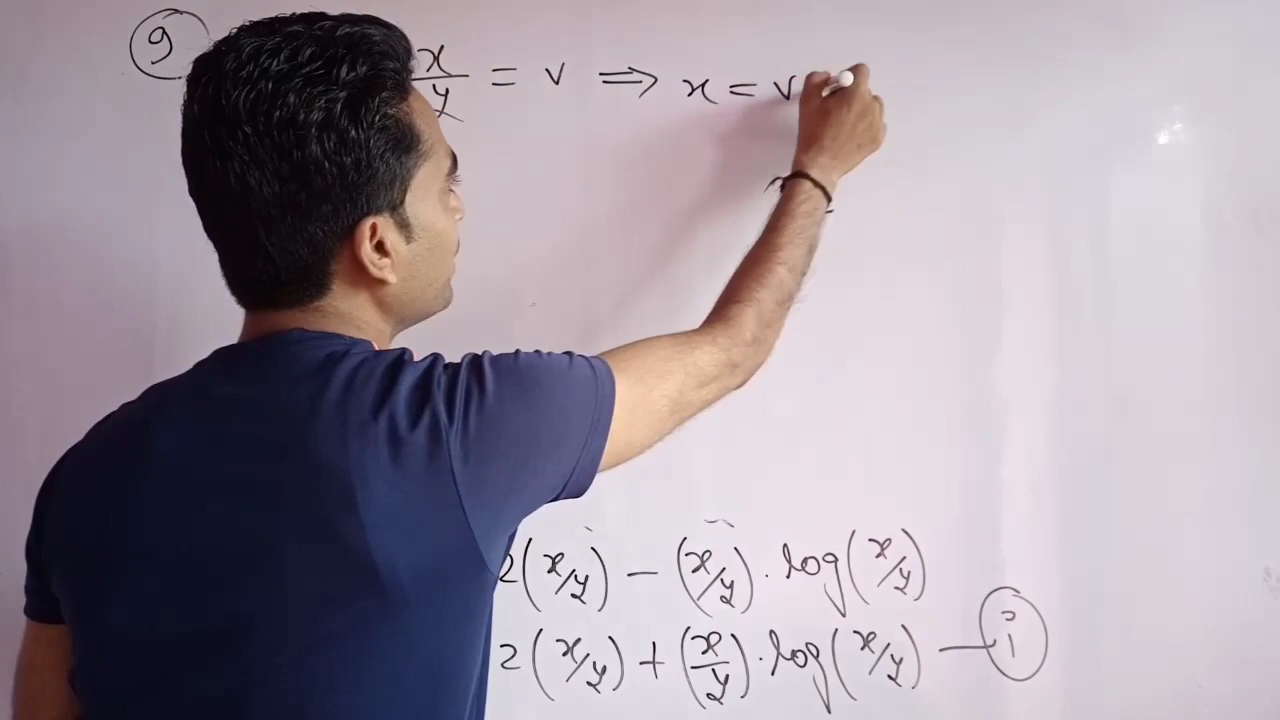 9 x/y = v ⇒ x = v
2(x/y) - (x/y) . log(x/y)
2(x/y) + (x/y) . log(x/y) — i